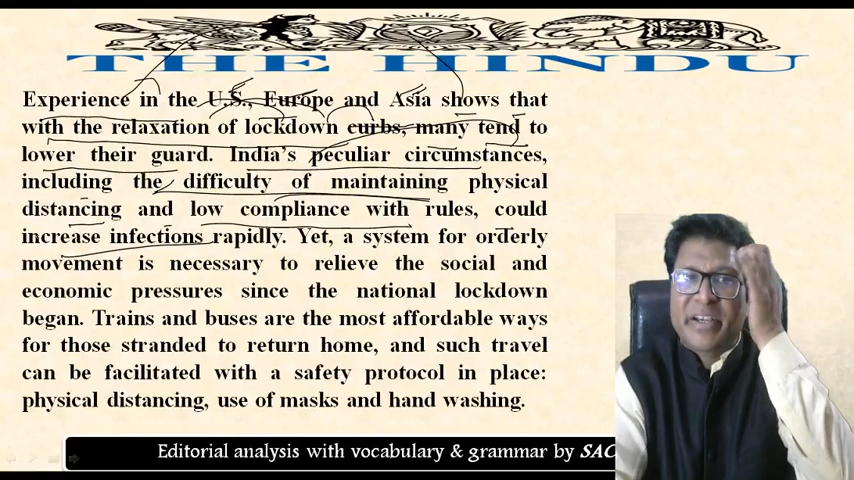 THE HINDU
Experience in the U.S., Europe and Asia shows that
with the relaxation of lockdown curbs, many tend to
lower their guard. India's peculiar circumstances,
including the difficulty of maintaining physical
distancing and low compliance with rules, could
increase infections rapidly. Yet, a system for orderly
movement is necessary to relieve the social and
economic pressures since the national lockdown
began. Trains and buses are the most affordable ways
for those stranded to return home, and such travel
can be facilitated with a safety protocol in place:
physical distancing, use of masks and hand washing.
Editorial analysis with vocabulary & grammar by SAC